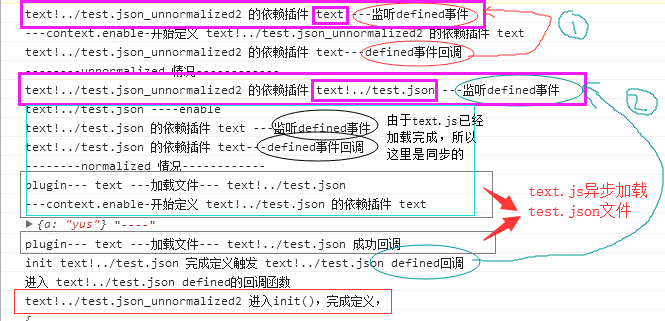 text!../test.json_unnormalized2 的依赖插件 text ---监听defined事件
---context.enable-开始定义 text!../test.json_unnormalized2 的依赖插件 text
text!../test.json_unnormalized2 的依赖插件 text---defined事件回调
--------unnormalized 情况------------
text!../test.json_unnormalized2 的依赖插件 text!../test.json ---监听defined事件
text!../test.json ----enable
text!../test.json 的依赖插件 text ---监听defined事件
text!../test.json 的依赖插件 text---defined事件回调
--------normalized 情况------------
plugin--- text ---加载文件--- text!../test.json
---context.enable-开始定义 text!../test.json 的依赖插件 text
▶ {a: "yus"} "----"
plugin--- text ---加载文件--- text!../test.json 成功回调
init text!../test.json 完成定义触发 text!../test.json defined回调
进入 text!../test.json defined的回调函数
text!../test.json_unnormalized2 进入init(), 完成定义,
{
1
2
由于text.js已经
加载完成，所以
这里是同步的
text.js异步加载
test.json文件